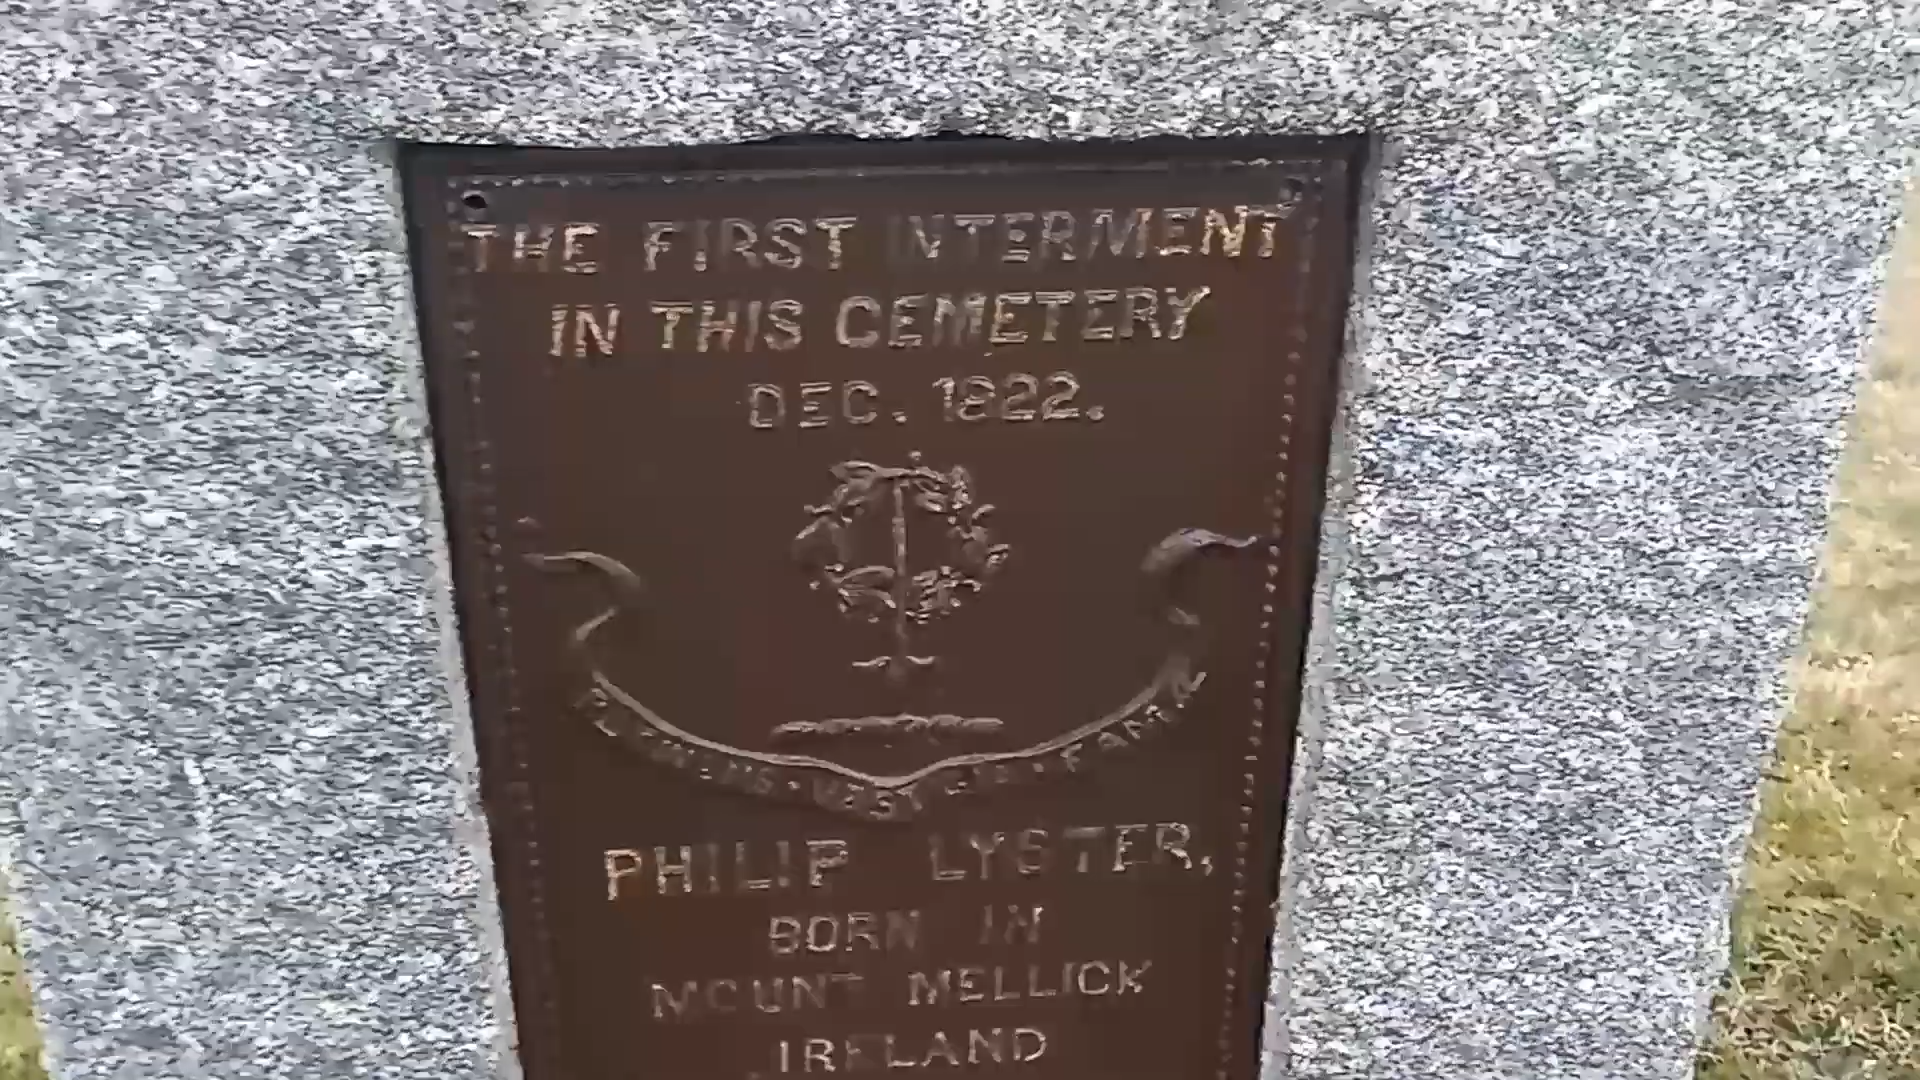 THE FIRST INTERMENT
IN THIS CEMETERY
DEC. 1822.
PHILIP LYSTER,
BORN IN
MOUNT MELLICK
IRELAND